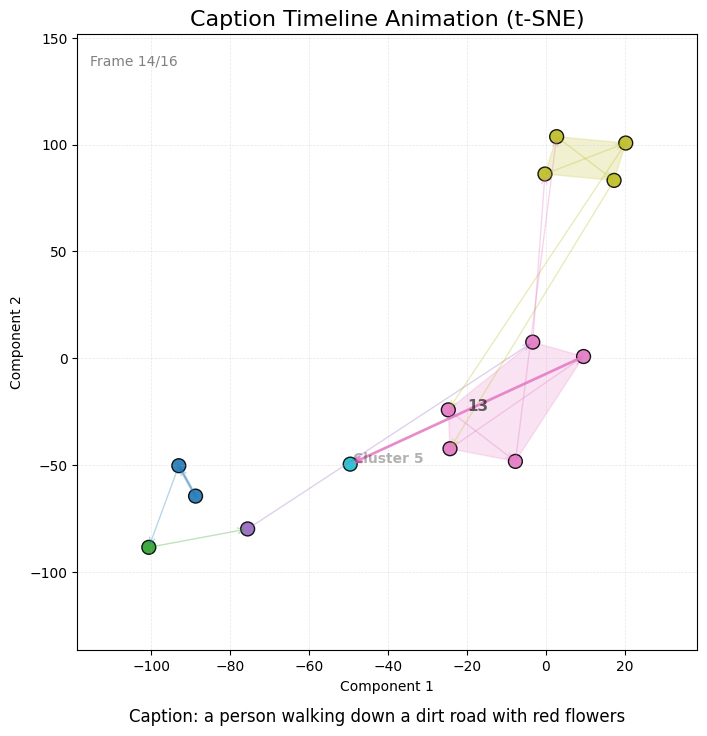 Caption Timeline Animation (t-SNE)
Frame 14/16
150
100
50
0
−50
−100
Component 2
13
Cluster 5
−100
−80
−60
−40
−20
0
20
Component 1
Caption: a person walking down a dirt road with red flowers